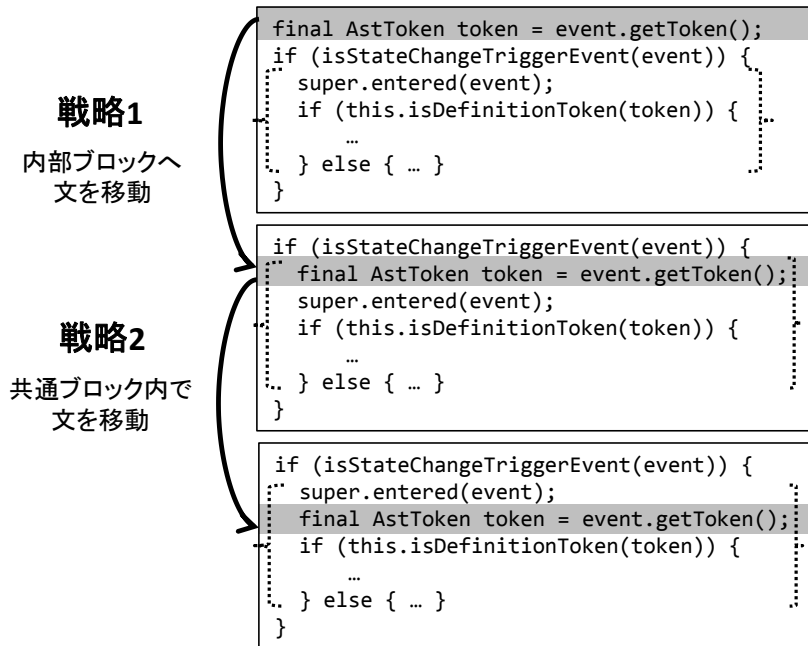 final AstToken token = event.getToken();
if (isStateChangeTriggerEvent(event)) {
super.entered(event);
if (this.isDefinitionToken(token)) {
…
} else { … }
}
戦略1
内部ブロックへ
文を移動
if (isStateChangeTriggerEvent(event)) {
final AstToken token = event.getToken();
super.entered(event);
if (this.isDefinitionToken(token)) {
…
} else { … }
}
戦略2
共通ブロック内で
文を移動
if (isStateChangeTriggerEvent(event)) {
super.entered(event);
final AstToken token = event.getToken();
if (this.isDefinitionToken(token)) {
…
} else { … }
}